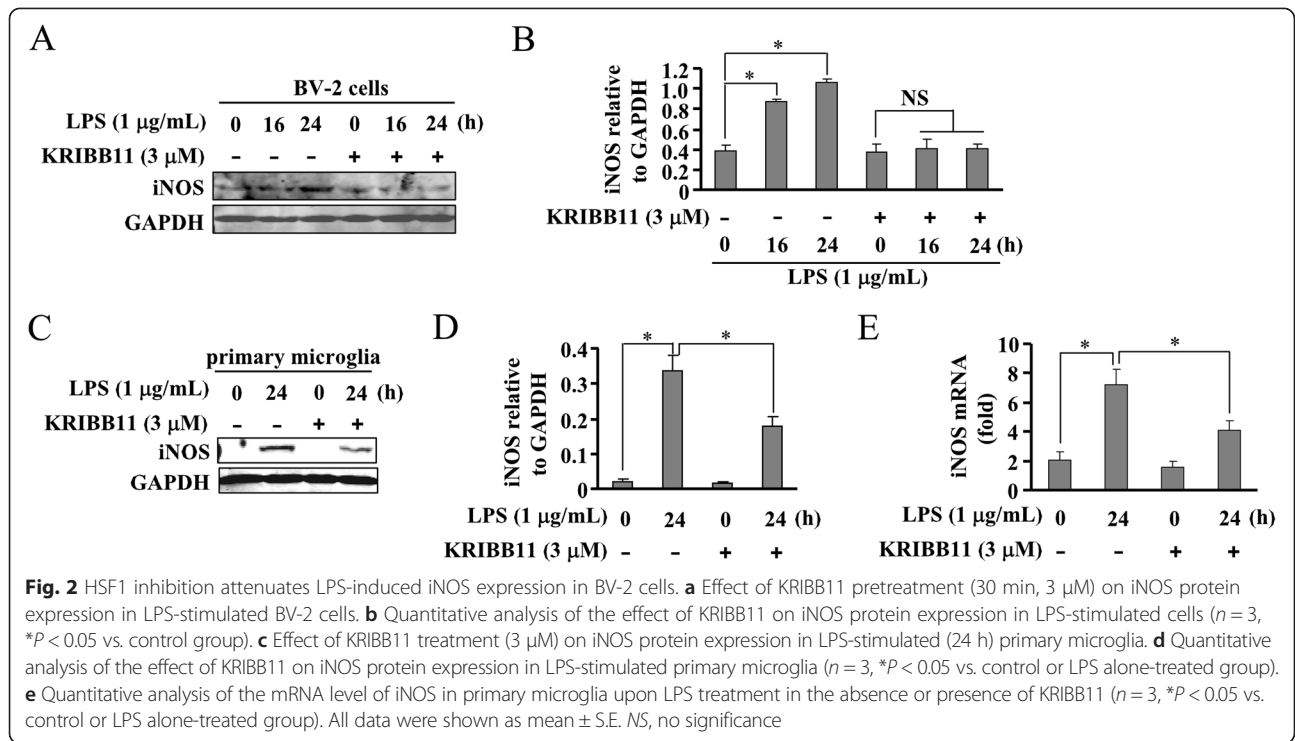 A
BV-2 cells
LPS (1 μg/mL) 0 16 24 0 16 24 (h)
KRIBB11 (3 μM) – – – + + +
iNOS
GAPDH
B
iNOS relative
to GAPDH
1.2
1.0
0.8
0.6
0.4
0.2
0
*
*
NS
KRIBB11 (3 μM) – – – + + +
0 16 24 0 16 24 (h)
LPS (1 μg/mL)
C
primary microglia
LPS (1 μg/mL) 0 24 0 24 (h)
KRIBB11 (3 μM) – – + +
iNOS
GAPDH
D
iNOS relative
to GAPDH
0.4
0.3
0.2
0.1
0
*
*
LPS (1 μg/mL) 0 24 0 24 (h)
KRIBB11 (3 μM) – – + +
E
iNOS mRNA
(fold)
10
8
6
4
2
0
*
*
LPS (1 μg/mL) 0 24 0 24 (h)
KRIBB11 (3 μM) – – + +
Fig. 2 HSF1 inhibition attenuates LPS-induced iNOS expression in BV-2 cells. a Effect of KRIBB11 pretreatment (30 min, 3 μM) on iNOS protein
expression in LPS-stimulated BV-2 cells. b Quantitative analysis of the effect of KRIBB11 on iNOS protein expression in LPS-stimulated cells (n = 3,
*P < 0.05 vs. control group). c Effect of KRIBB11 treatment (3 μM) on iNOS protein expression in LPS-stimulated (24 h) primary microglia. d Quantitative
analysis of the effect of KRIBB11 on iNOS protein expression in LPS-stimulated primary microglia (n = 3, *P < 0.05 vs. control or LPS alone-treated group).
e Quantitative analysis of the mRNA level of iNOS in primary microglia upon LPS treatment in the absence or presence of KRIBB11 (n = 3, *P < 0.05 vs.
control or LPS alone-treated group). All data were shown as mean ± S.E. NS, no significance